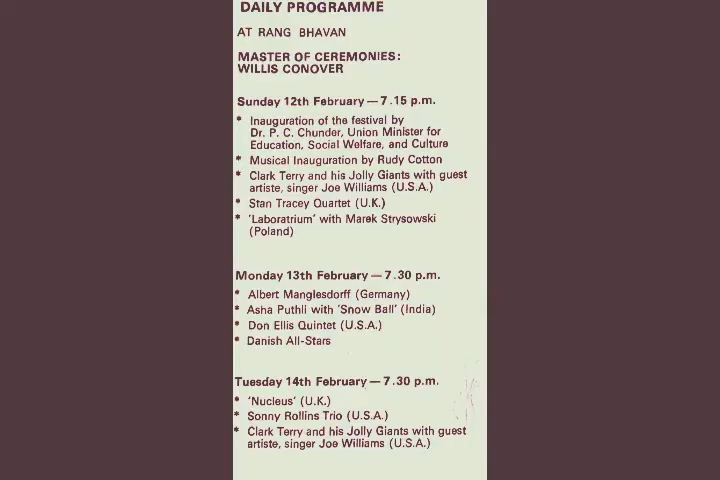 DAILY PROGRAMME
AT RANG BHAVAN
MASTER OF CEREMONIES:
WILLIS CONOVER
Sunday 12th February — 7.15 p.m.
* Inauguration of the festival by
Dr. P. C. Chunder, Union Minister for
Education, Social Welfare, and Culture
* Musical Inauguration by Rudy Cotton
* Clark Terry and his Jolly Giants with guest
artiste, singer Joe Williams (U.S.A.)
* Stan Tracey Quartet (U.K.)
* 'Laboratrium' with Marek Strysowski
(Poland)
Monday 13th February — 7.30 p.m.
* Albert Manglesdorff (Germany)
* Asha Puthli with 'Snow Ball' (India)
* Don Ellis Quintet (U.S.A.)
* Danish All-Stars
Tuesday 14th February — 7.30 p.m.
* 'Nucleus' (U.K.)
* Sonny Rollins Trio (U.S.A.)
* Clark Terry and his Jolly Giants with guest
artiste, singer Joe Williams (U.S.A.)